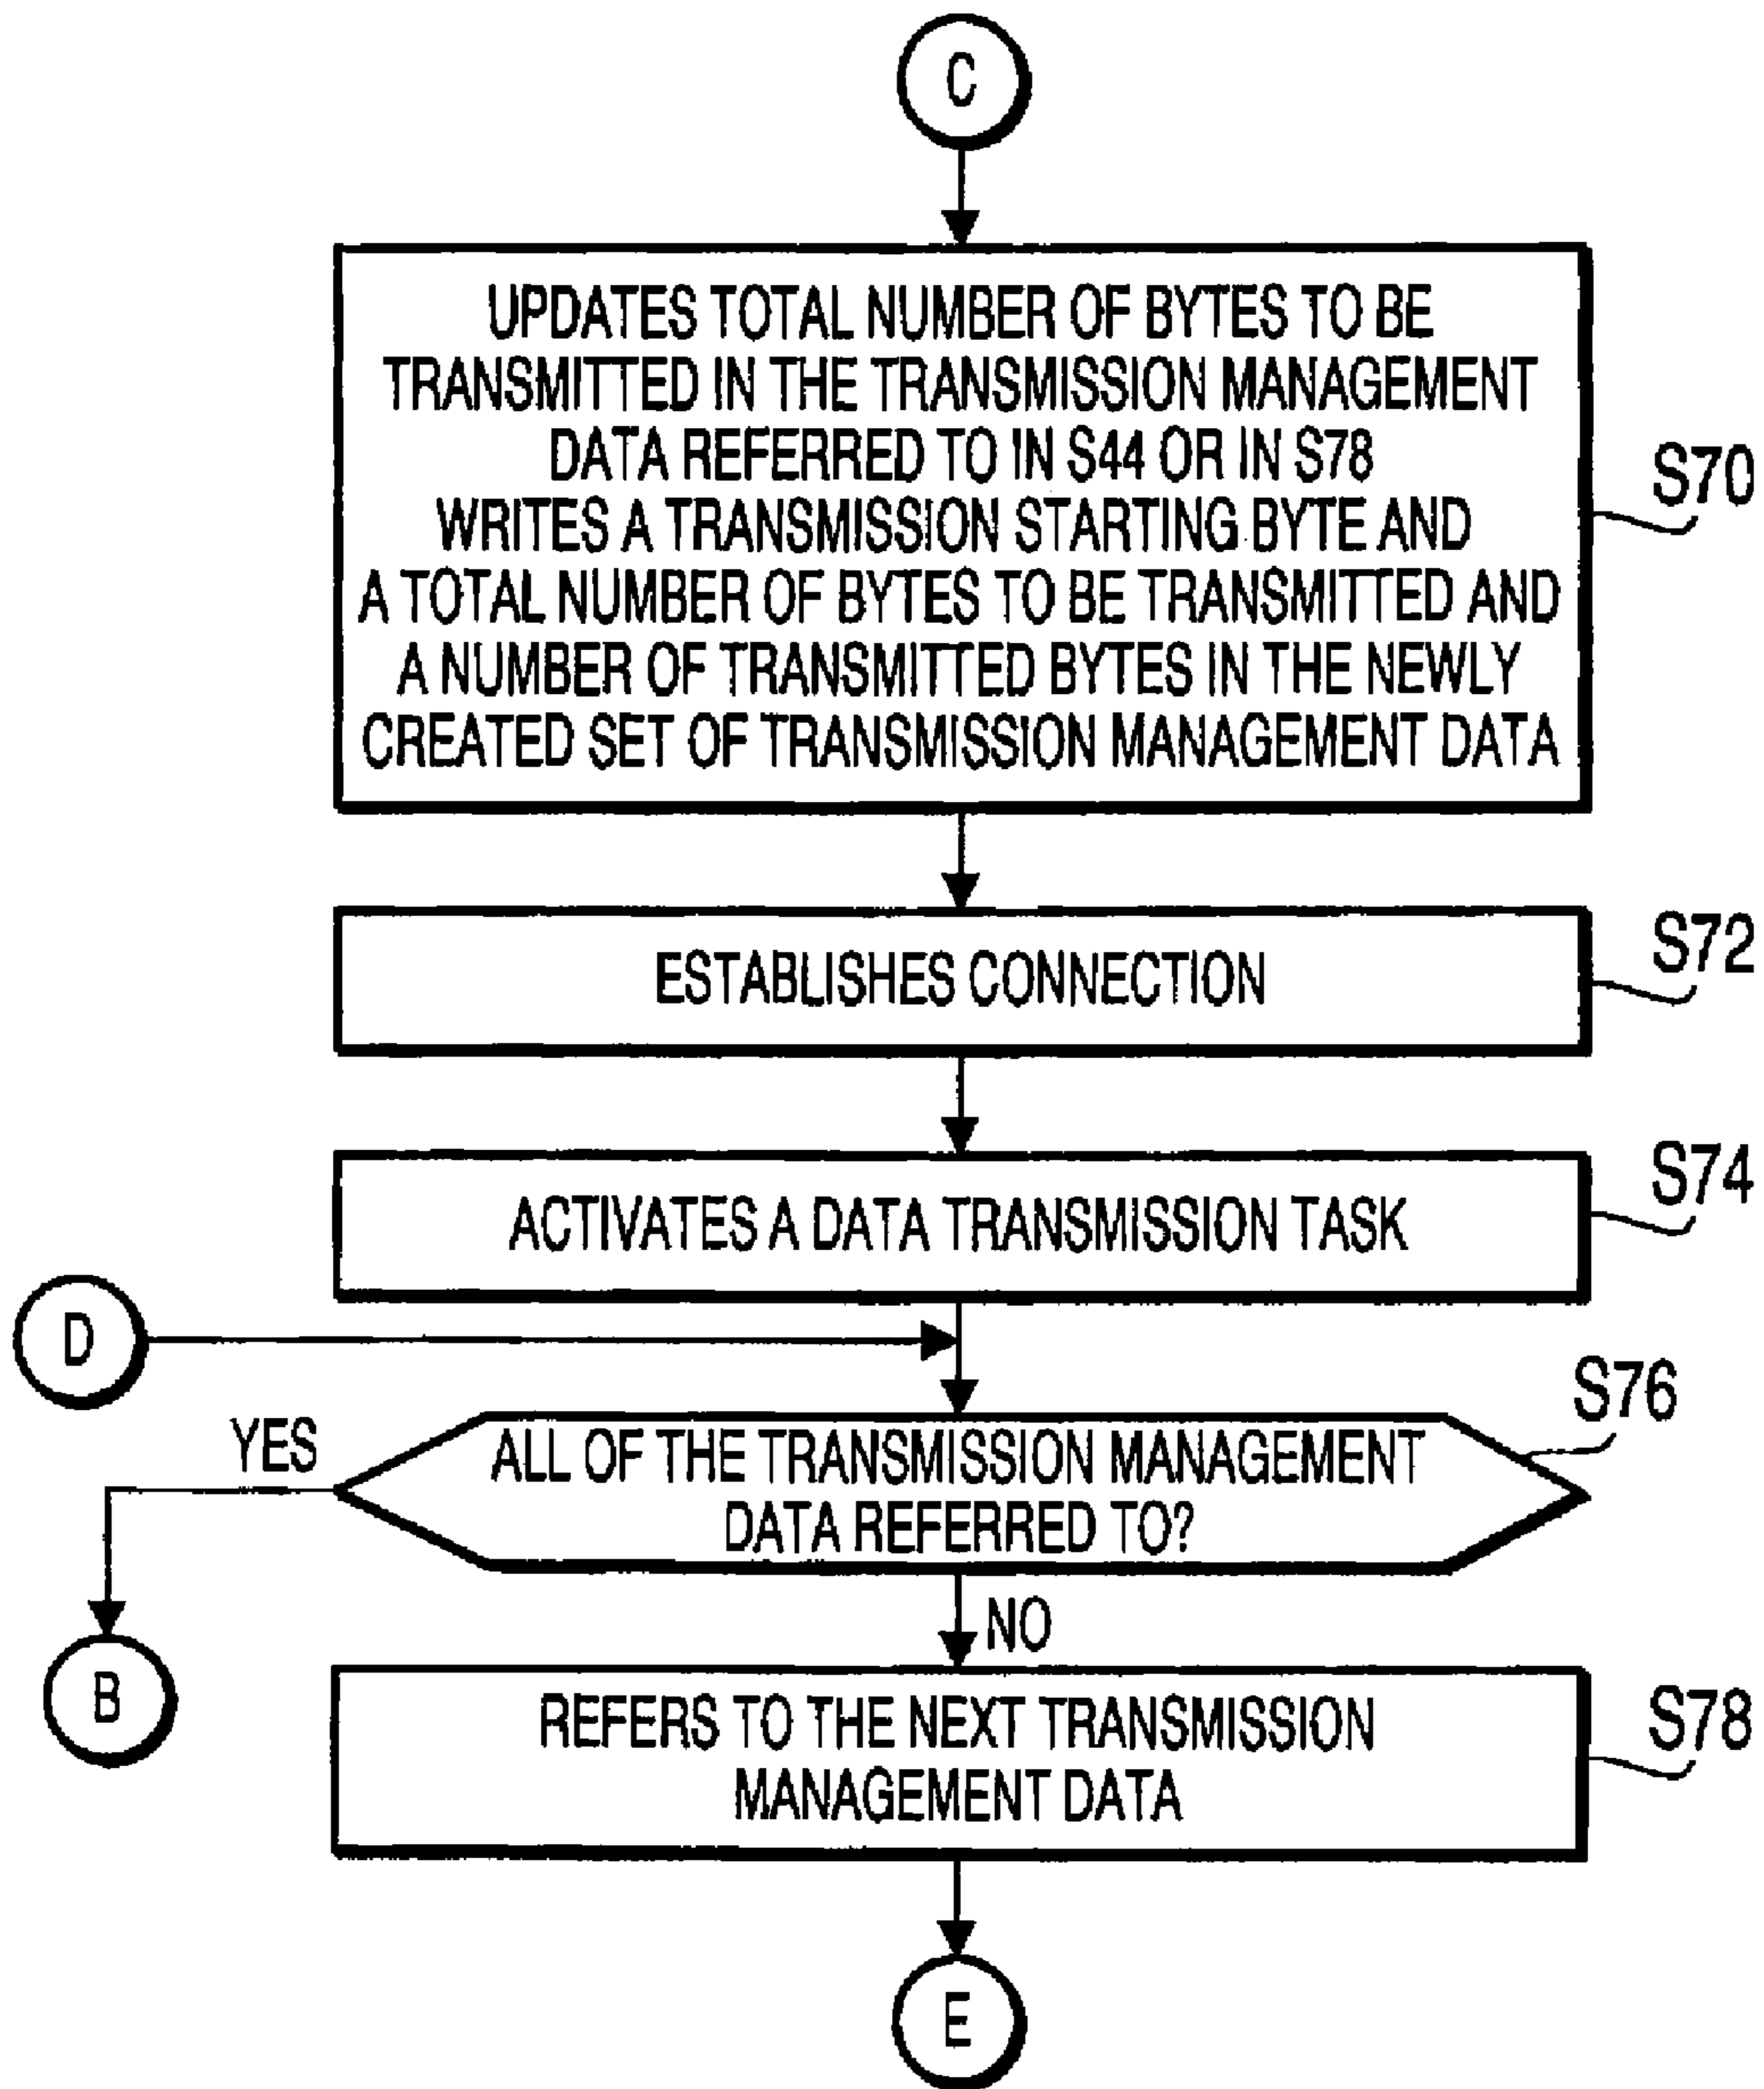 C
UPDATES TOTAL NUMBER OF BYTES TO BE
TRANSMITTED IN THE TRANSMISSION MANAGEMENT
DATA REFERRED TO IN S44 OR IN S78
WRITES A TRANSMISSION STARTING BYTE AND
A TOTAL NUMBER OF BYTES TO BE TRANSMITTED AND
A NUMBER OF TRANSMITTED BYTES IN THE NEWLY
CREATED SET OF TRANSMISSION MANAGEMENT DATA
S70
ESTABLISHES CONNECTION
S72
ACTIVATES A DATA TRANSMISSION TASK
S74
D
S76
YES
ALL OF THE TRANSMISSION MANAGEMENT
DATA REFERRED TO?
NO
B
REFERS TO THE NEXT TRANSMISSION
MANAGEMENT DATA
S78
E